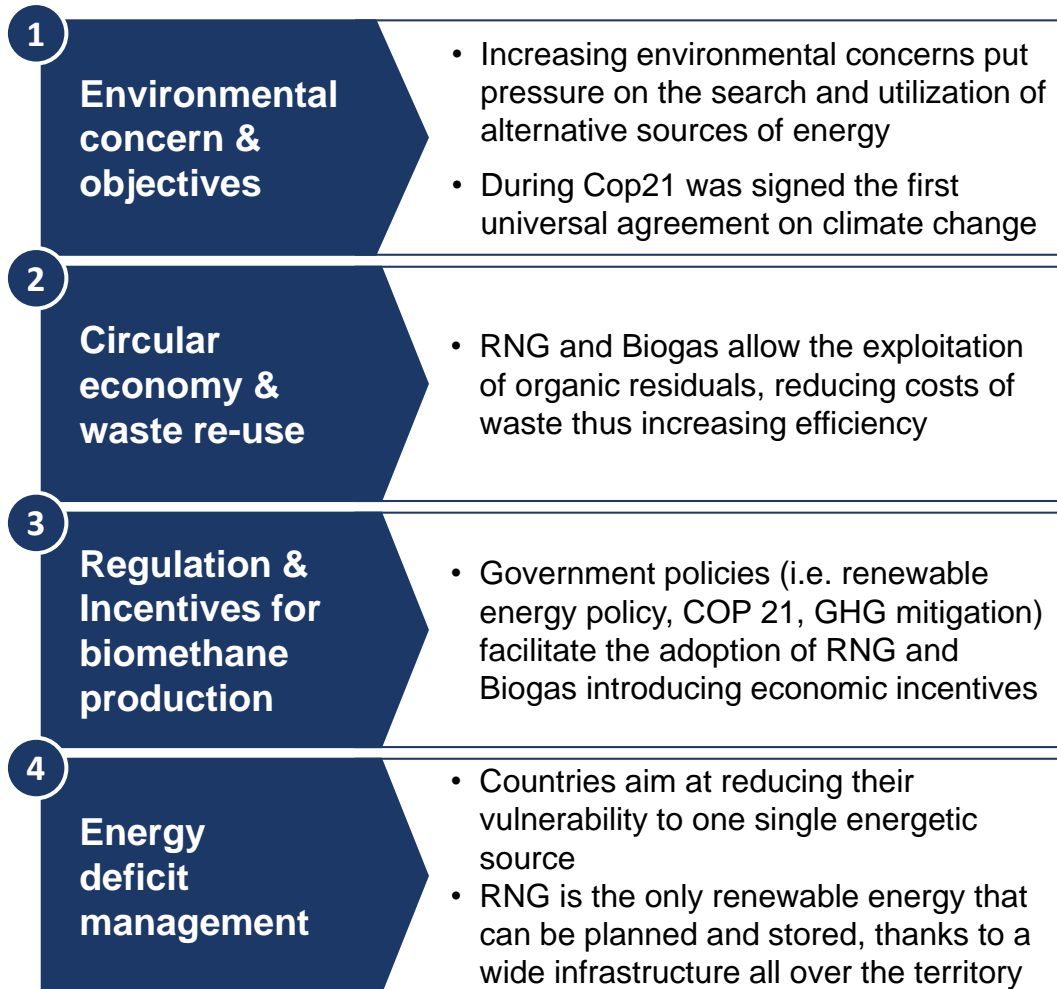 1
Environmental
concern &
objectives
• Increasing environmental concerns put
pressure on the search and utilization of
alternative sources of energy
• During Cop21 was signed the first
universal agreement on climate change
2
Circular
economy &
waste re-use
• RNG and Biogas allow the exploitation
of organic residuals, reducing costs of
waste thus increasing efficiency
3
Regulation &
Incentives for
biomethane
production
• Government policies (i.e. renewable
energy policy, COP 21, GHG mitigation)
facilitate the adoption of RNG and
Biogas introducing economic incentives
4
Energy
deficit
management
• Countries aim at reducing their
vulnerability to one single energetic
source
• RNG is the only renewable energy that
can be planned and stored, thanks to a
wide infrastructure all over the territory